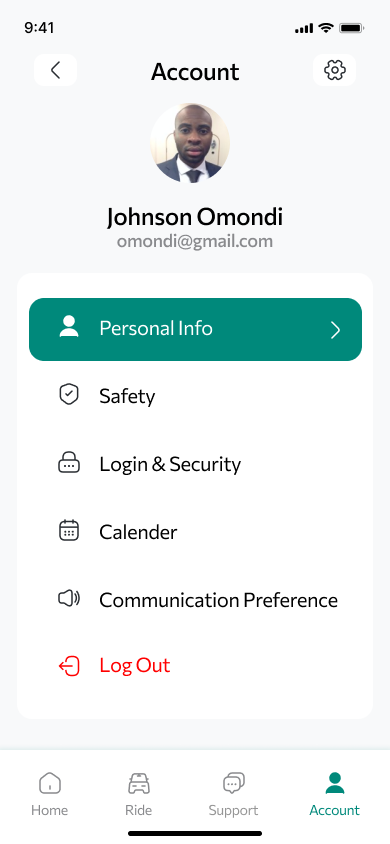 9:41
Account
Johnson Omondi
omondi@gmail.com
Personal Info
Safety
Login & Security
Calender
Communication Preference
Log Out
Home
Ride
Support
Account